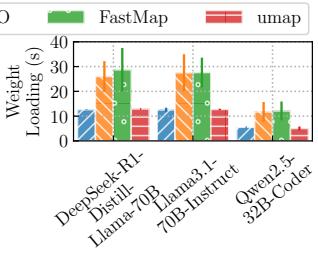 O FastMap umap
Weight
Loading (s)
40
30
20
10
0
DeepSeek-R1-
Distill-
Llama-70B
Llama3.1-
70B-Instruct
Qwen2.5-
32B-Coder